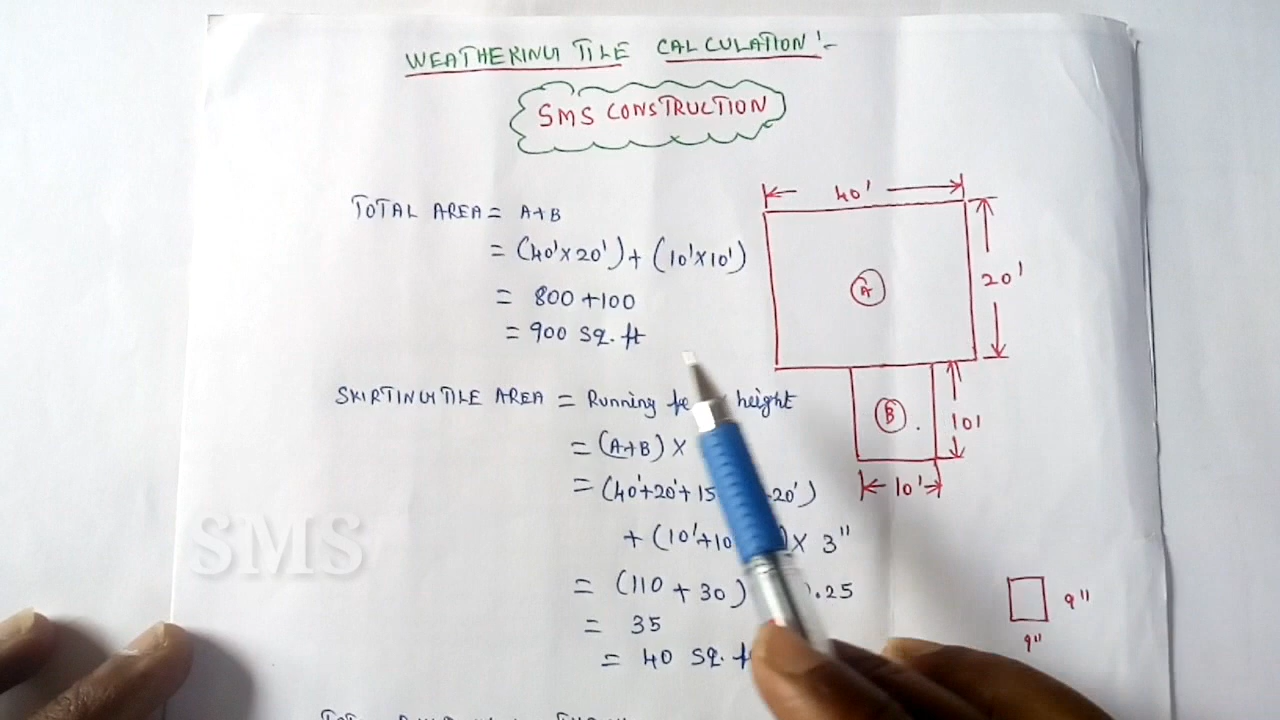 WEATHERING TILE CALCULATION:-
SMS CONSTRUCTION
TOTAL AREA = A+B
= (40'X20') + (10'X10')
= 800 +100
= 900 SQ.ft
SKIRTING TILE AREA = Running height
= (A+B) X
= (40'+20'+15 20')
+ (10'+10 ) X 3"
= (110 + 30) .25
= 35
= 40 SQ.
40'
A
20'
B
10'
10'
9"
9"
SMS